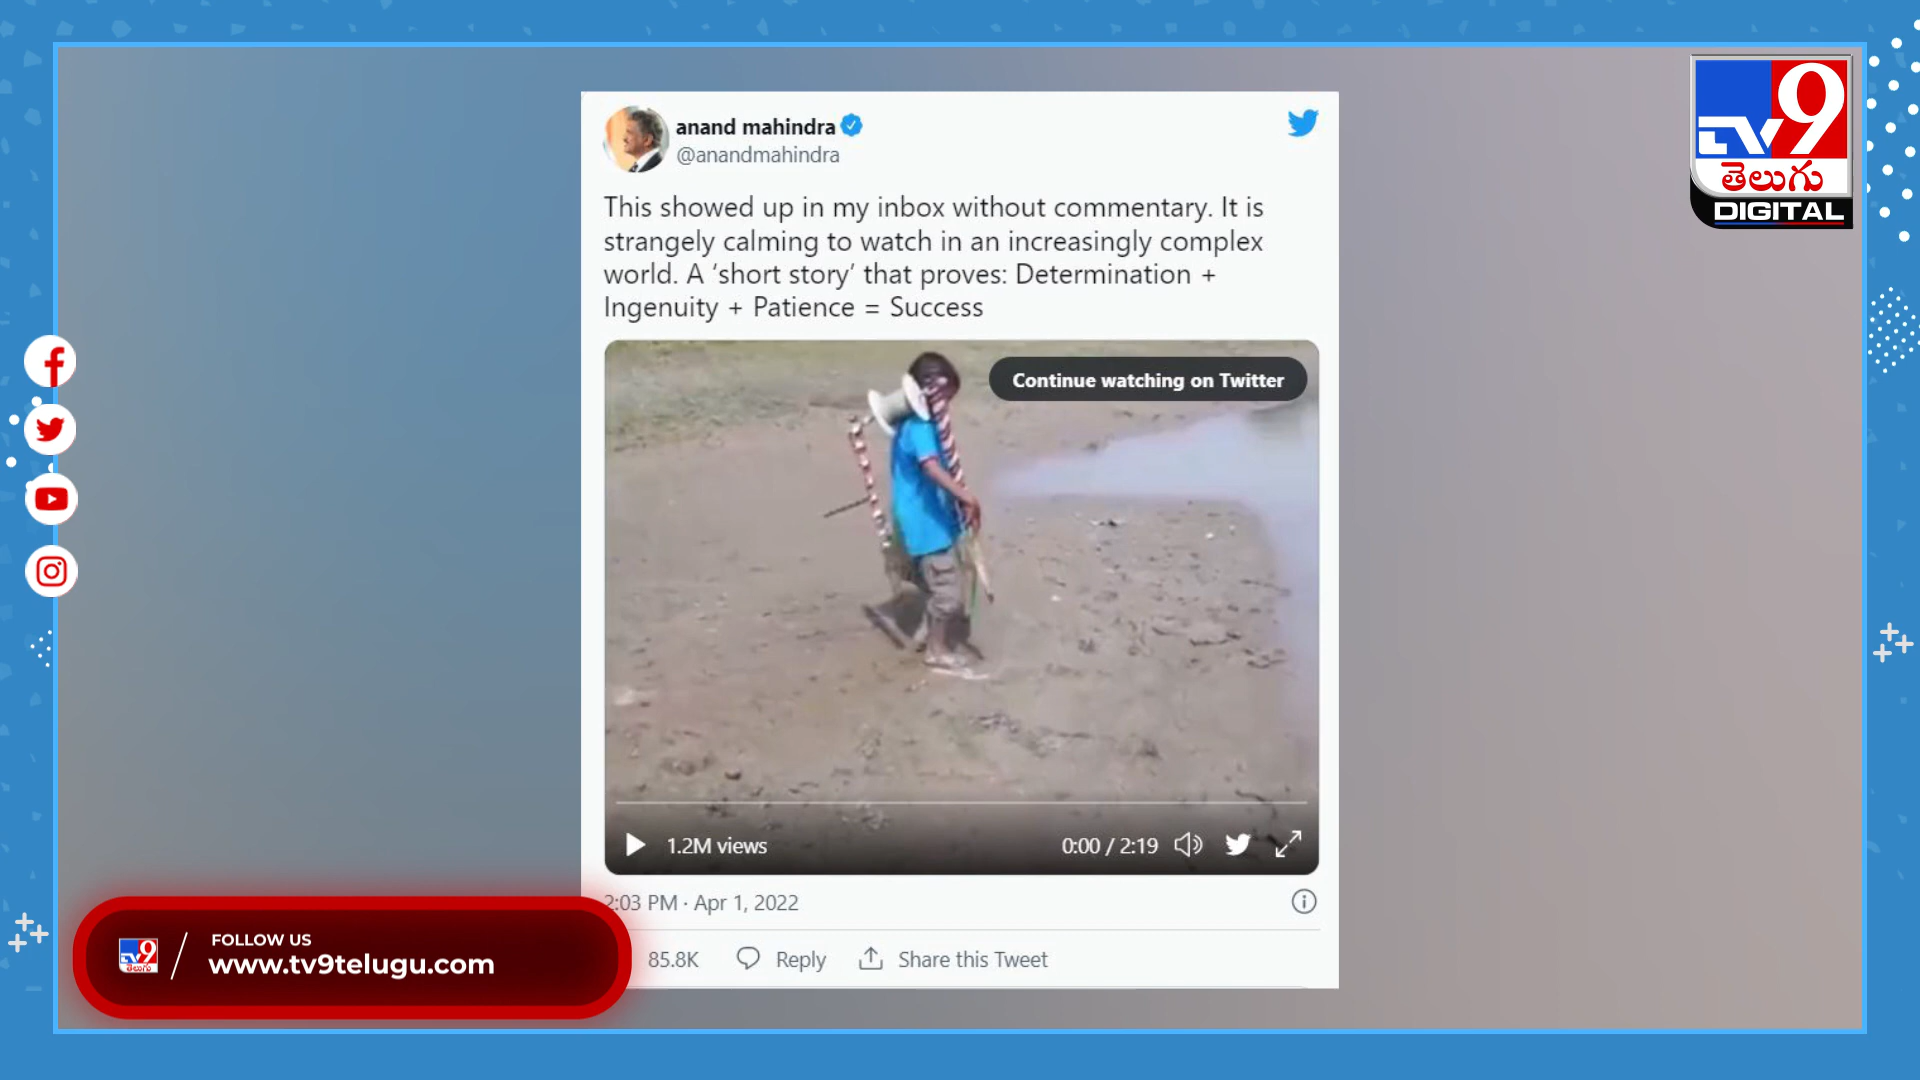 anand mahindra
@anandmahindra
This showed up in my inbox without commentary. It is
strangely calming to watch in an increasingly complex
world. A ‘short story’ that proves: Determination +
Ingenuity + Patience = Success
Continue watching on Twitter
1.2M views
0:00 / 2:19
2:03 PM · Apr 1, 2022
85.8K
Reply
Share this Tweet
TV9
తెలుగు
DIGITAL
TV9
తెలుగు
FOLLOW US
www.tv9telugu.com